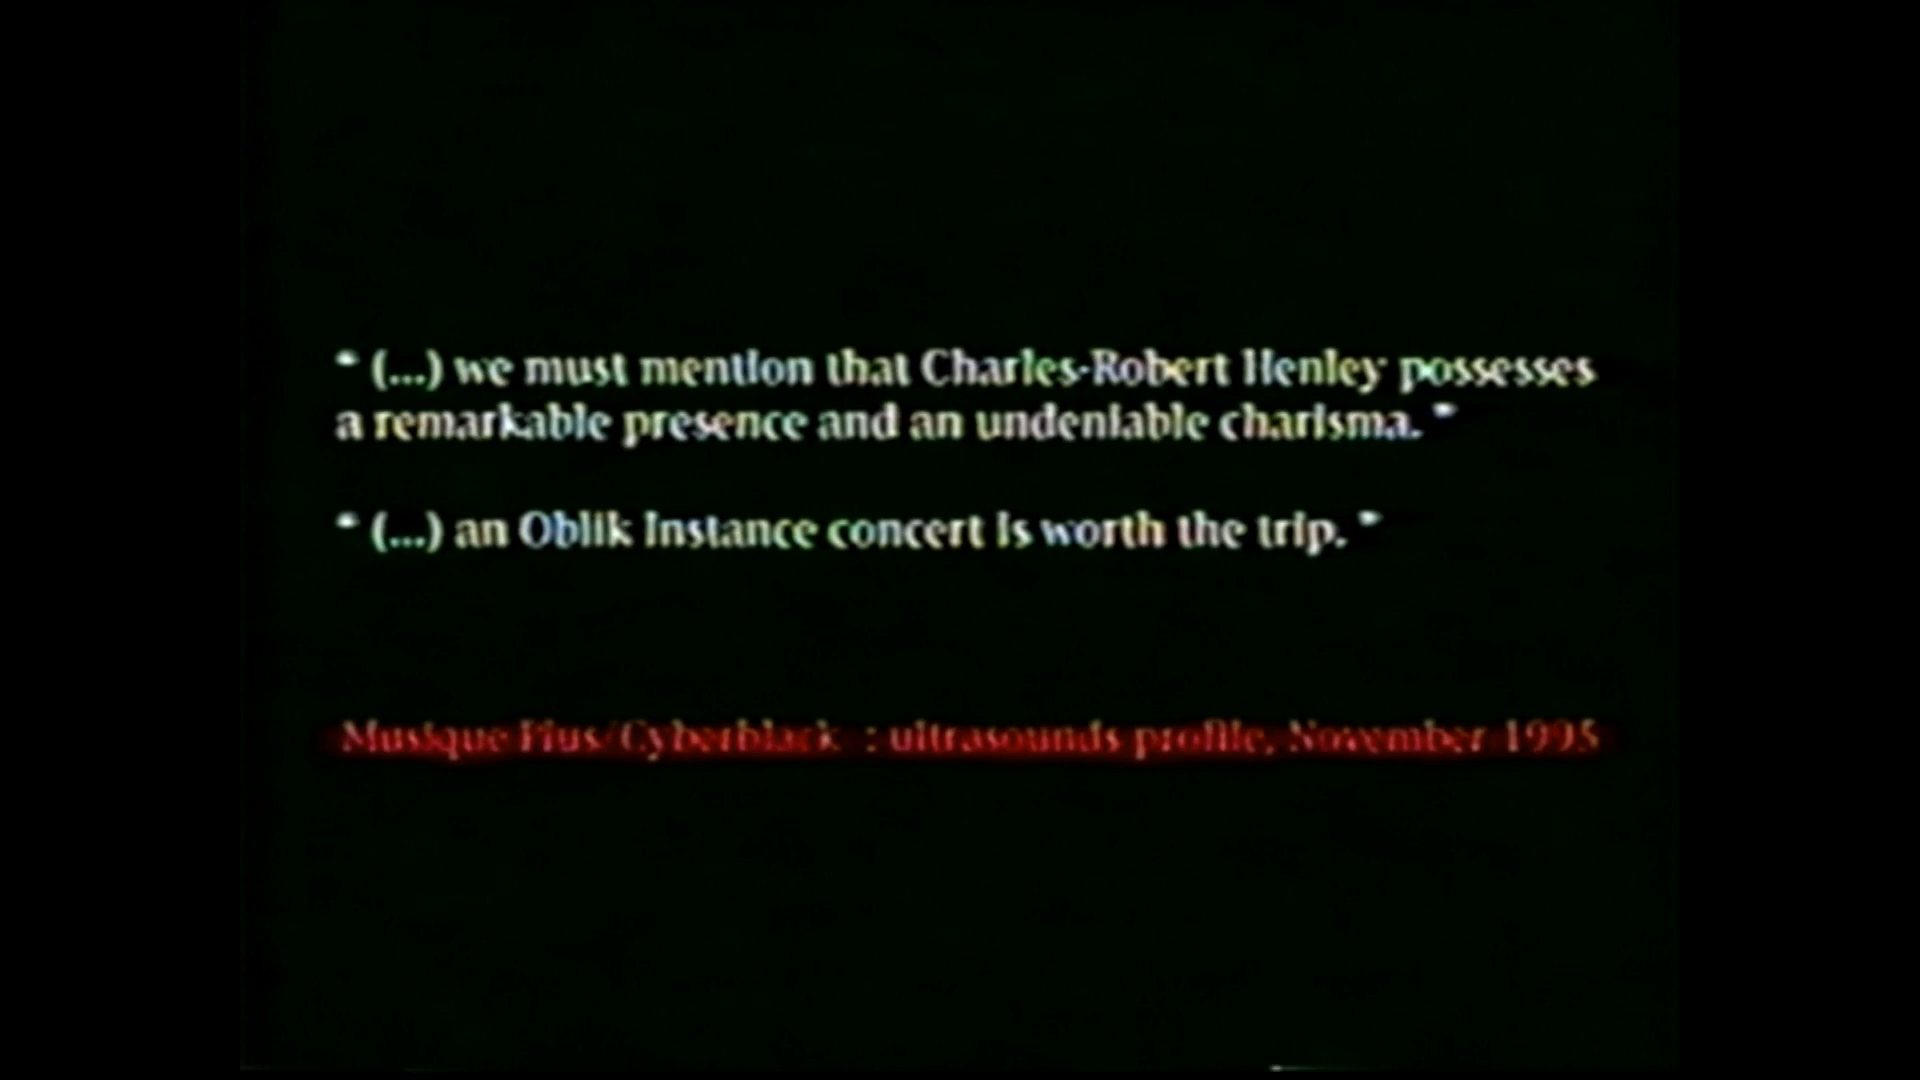 " (...) we must mention that Charles-Robert Henley possesses
a remarkable presence and an undeniable charisma. "
" (...) an Oblik Instance concert is worth the trip. "
Musique Plus/Cyberblack : ultrasounds profile, November 1995